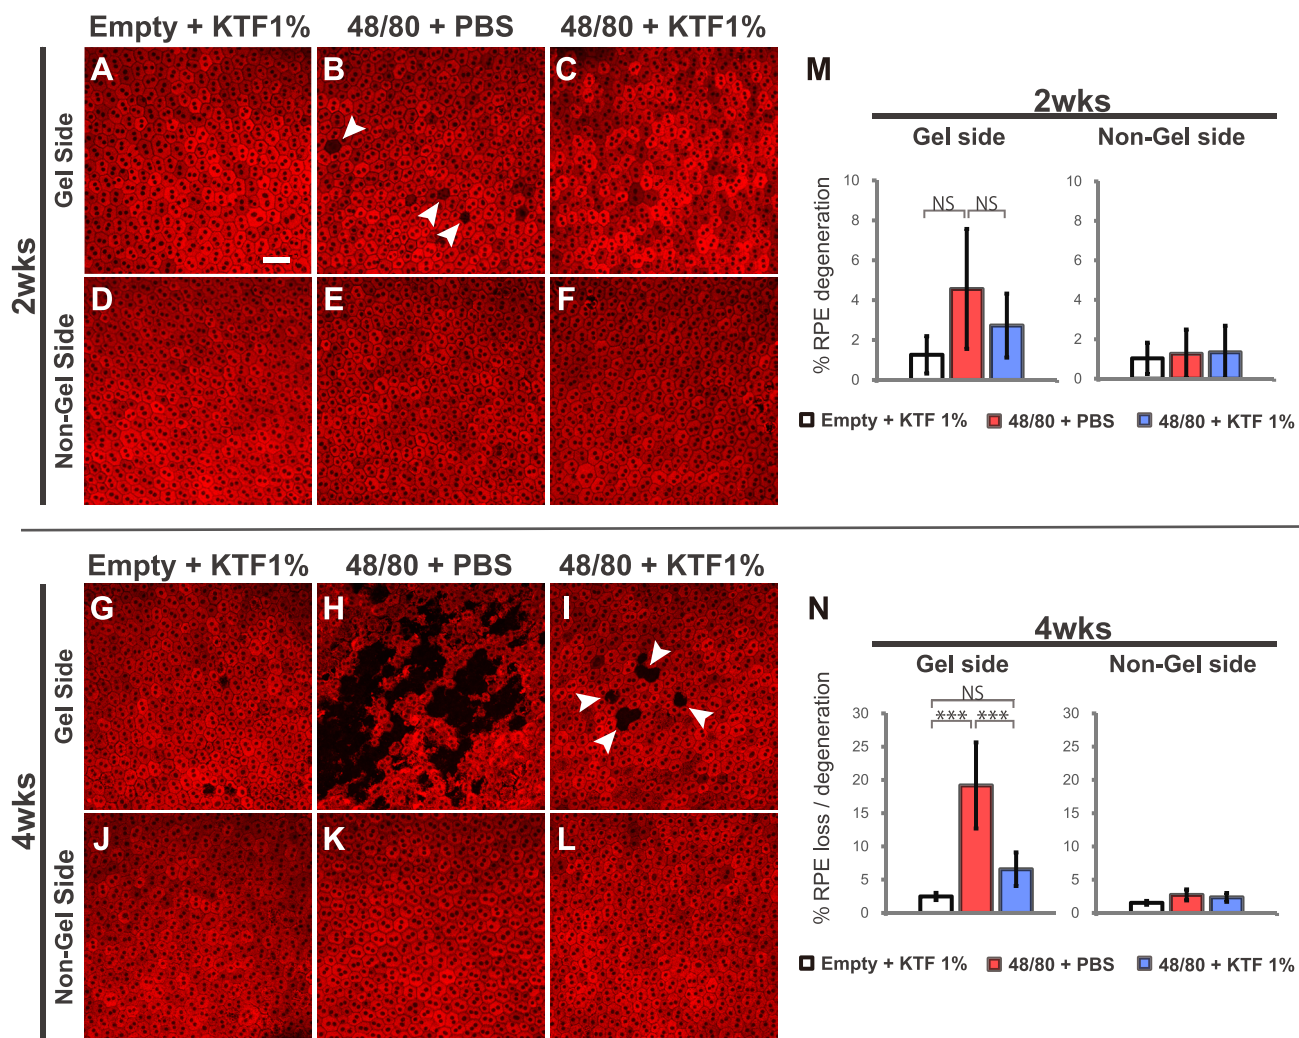 Empty + KTF1% 48/80 + PBS 48/80 + KTF1%
2wks
Gel Side
A B C
Non-Gel Side
D E F
M
2wks
Gel side Non-Gel side
% RPE degeneration
10 10
8 8
6 6
4 4
2 2
0 0
NS NS
Empty + KTF 1% 48/80 + PBS 48/80 + KTF 1%
Empty + KTF1% 48/80 + PBS 48/80 + KTF1%
4wks
Gel Side
G H I
Non-Gel Side
J K L
N
4wks
Gel side Non-Gel side
% RPE loss / degeneration
NS
*** ***
30 30
25 25
20 20
15 15
10 10
5 5
0 0
Empty + KTF 1% 48/80 + PBS 48/80 + KTF 1%